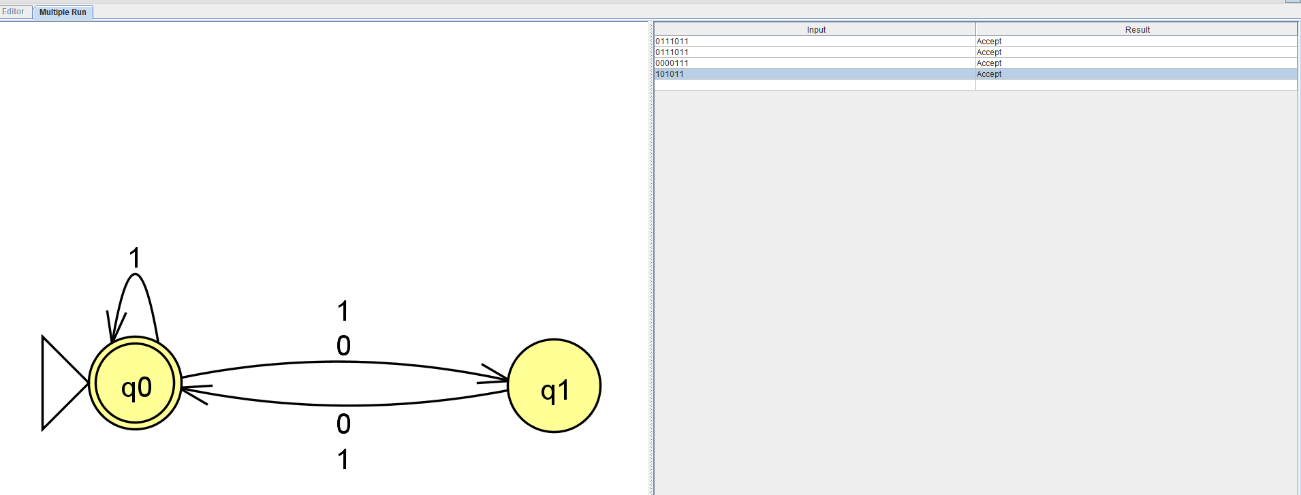 Editor Multiple Run
Input Result
0111011 Accept
0111011 Accept
0000111 Accept
101011 Accept
1
1
0
q0
q1
0
1